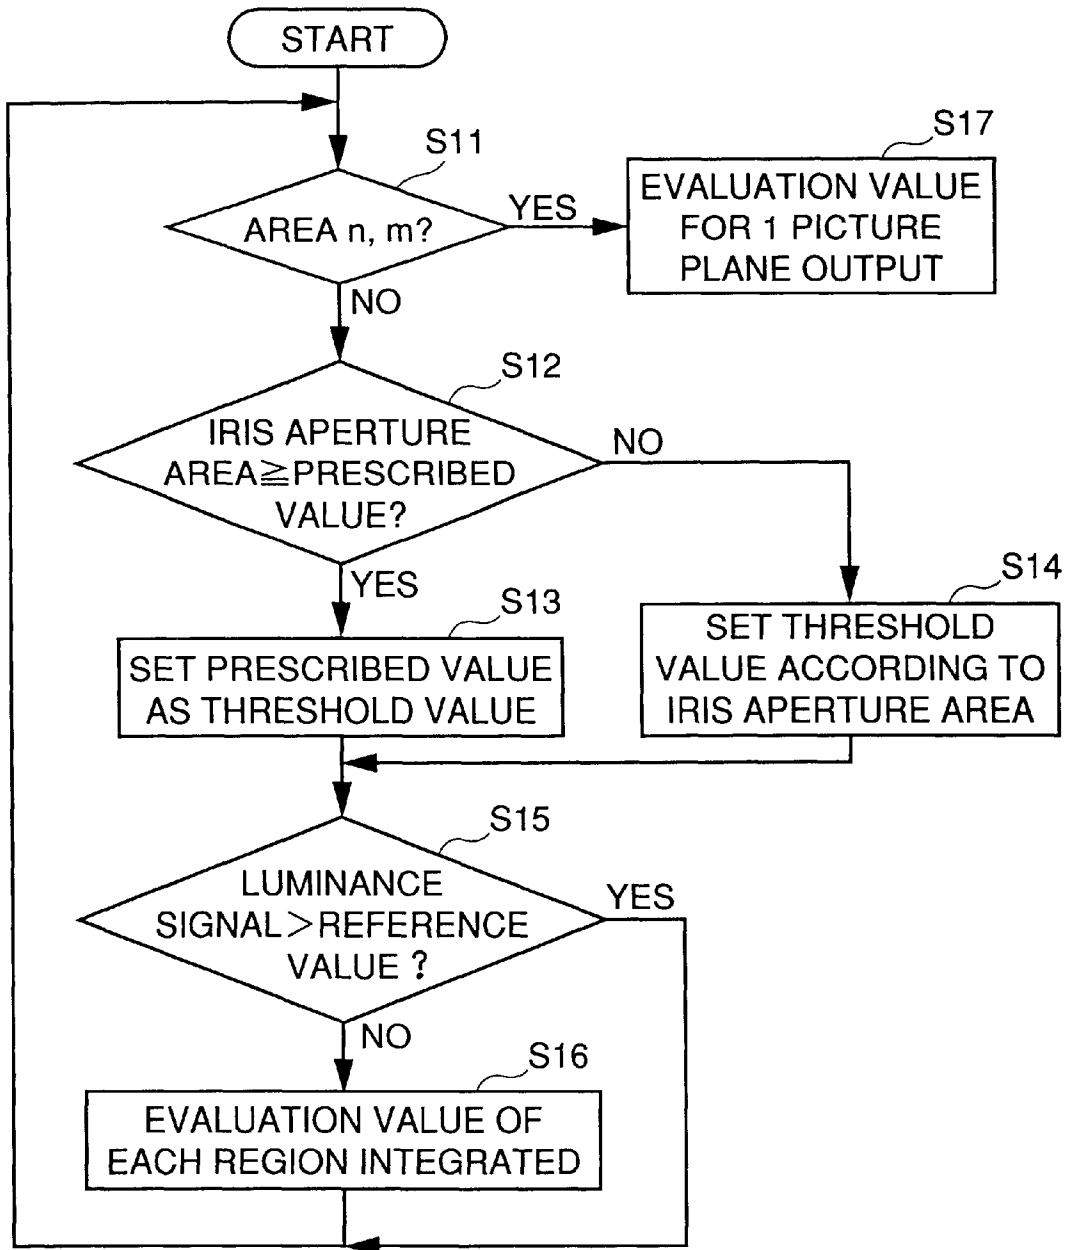 START
S11
AREA n, m?
YES
S17
EVALUATION VALUE
FOR 1 PICTURE
PLANE OUTPUT
NO
S12
IRIS APERTURE
AREA≧PRESCRIBED
VALUE?
NO
YES
S13
SET PRESCRIBED VALUE
AS THRESHOLD VALUE
S14
SET THRESHOLD
VALUE ACCORDING TO
IRIS APERTURE AREA
S15
LUMINANCE
SIGNAL>REFERENCE
VALUE ?
YES
NO
S16
EVALUATION VALUE OF
EACH REGION INTEGRATED